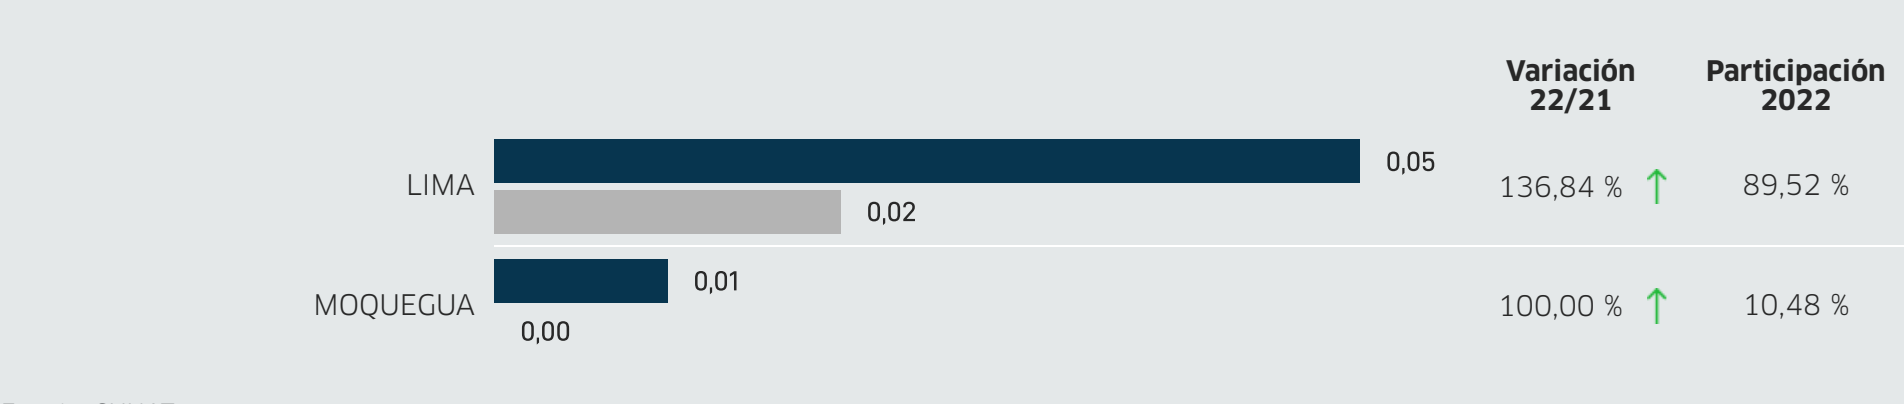 Variación Participación
22/21 2022
LIMA 0,05 136,84 % 89,52 %
0,02
MOQUEGUA 0,01 100,00 % 10,48 %
0,00